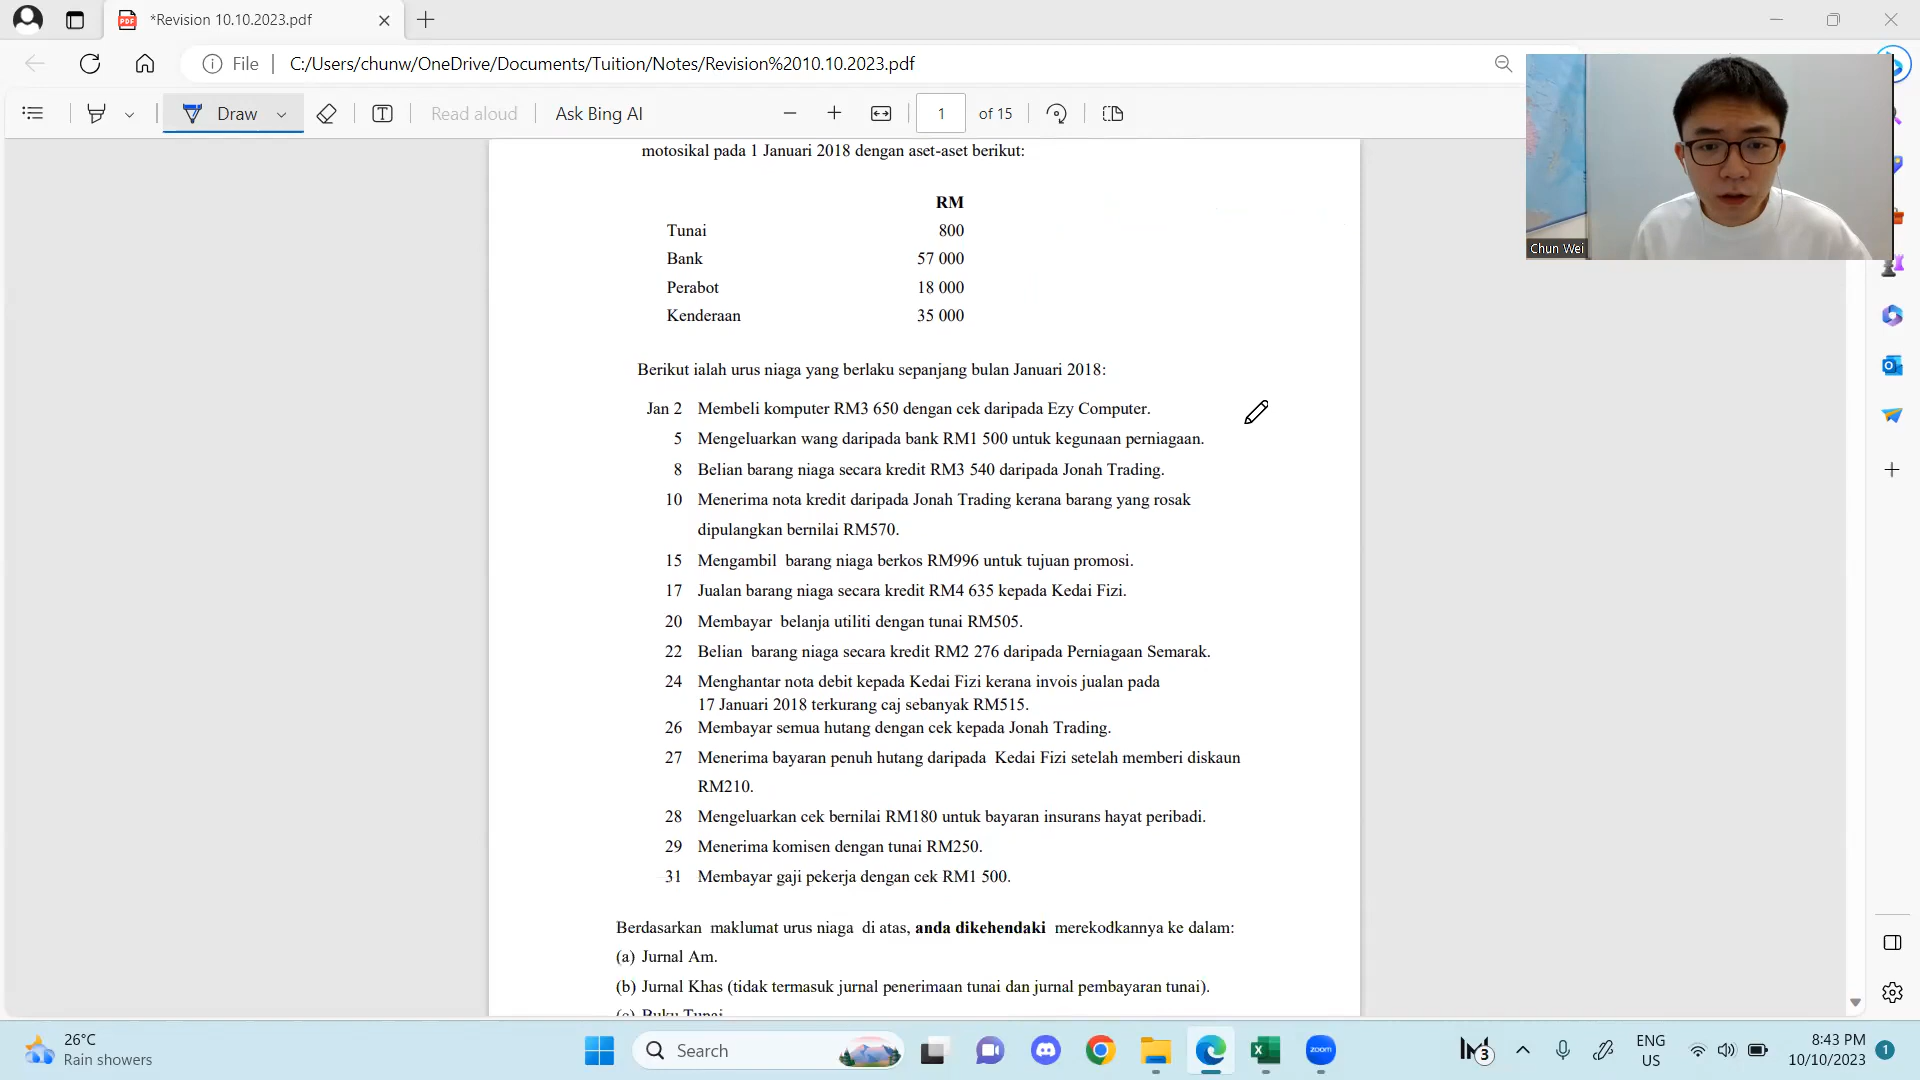 *Revision 10.10.2023.pdf
File
C:/Users/chunw/OneDrive/Documents/Tuition/Notes/Revision%2010.10.2023.pdf
Draw
Read aloud
Ask Bing AI
1
of 15
Chun Wei
motosikal pada 1 Januari 2018 dengan aset-aset berikut:
RM
Tunai 800
Bank 57 000
Perabot 18 000
Kenderaan 35 000
Berikut ialah urus niaga yang berlaku sepanjang bulan Januari 2018:
Jan 2 Membeli komputer RM3 650 dengan cek daripada Ezy Computer.
5 Mengeluarkan wang daripada bank RM1 500 untuk kegunaan perniagaan.
8 Belian barang niaga secara kredit RM3 540 daripada Jonah Trading.
10 Menerima nota kredit daripada Jonah Trading kerana barang yang rosak
dipulangkan bernilai RM570.
15 Mengambil barang niaga berkos RM996 untuk tujuan promosi.
17 Jualan barang niaga secara kredit RM4 635 kepada Kedai Fizi.
20 Membayar belanja utiliti dengan tunai RM505.
22 Belian barang niaga secara kredit RM2 276 daripada Perniagaan Semarak.
24 Menghantar nota debit kepada Kedai Fizi kerana invois jualan pada
17 Januari 2018 terkurang caj sebanyak RM515.
26 Membayar semua hutang dengan cek kepada Jonah Trading.
27 Menerima bayaran penuh hutang daripada Kedai Fizi setelah memberi diskaun
RM210.
28 Mengeluarkan cek bernilai RM180 untuk bayaran insurans hayat peribadi.
29 Menerima komisen dengan tunai RM250.
31 Membayar gaji pekerja dengan cek RM1 500.
Berdasarkan maklumat urus niaga di atas, anda dikehendaki merekodkannya ke dalam:
(a) Jurnal Am.
(b) Jurnal Khas (tidak termasuk jurnal penerimaan tunai dan jurnal pembayaran tunai).
(c) Buku Tunai
26°C
Rain showers
Search
zoom
3
ENG
US
8:43 PM
10/10/2023
1